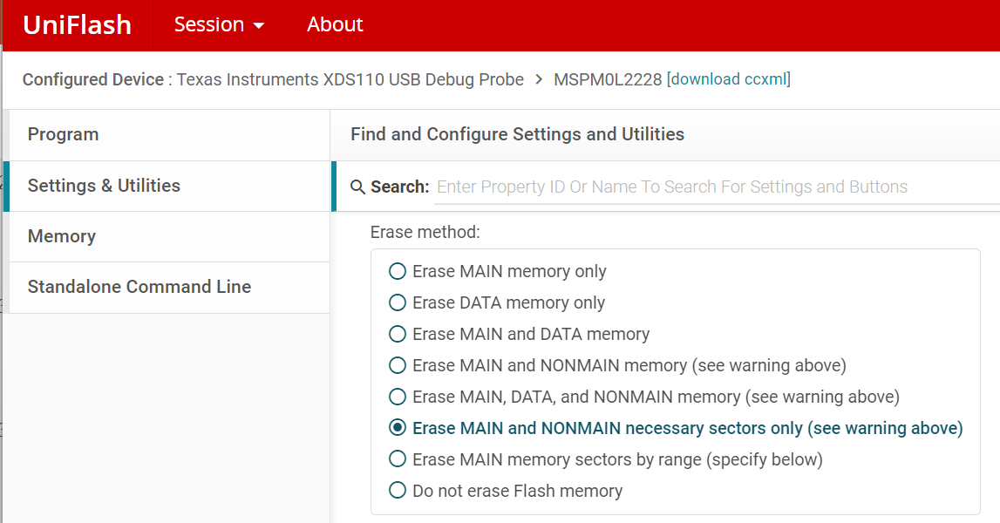 UniFlash Session About
Configured Device : Texas Instruments XDS110 USB Debug Probe > MSPM0L2228 [download ccxml]
Program
Settings & Utilities
Memory
Standalone Command Line
Find and Configure Settings and Utilities
Search: Enter Property ID Or Name To Search For Settings and Buttons
Erase method:
Erase MAIN memory only
Erase DATA memory only
Erase MAIN and DATA memory
Erase MAIN and NONMAIN memory (see warning above)
Erase MAIN, DATA, and NONMAIN memory (see warning above)
Erase MAIN and NONMAIN necessary sectors only (see warning above)
Erase MAIN memory sectors by range (specify below)
Do not erase Flash memory